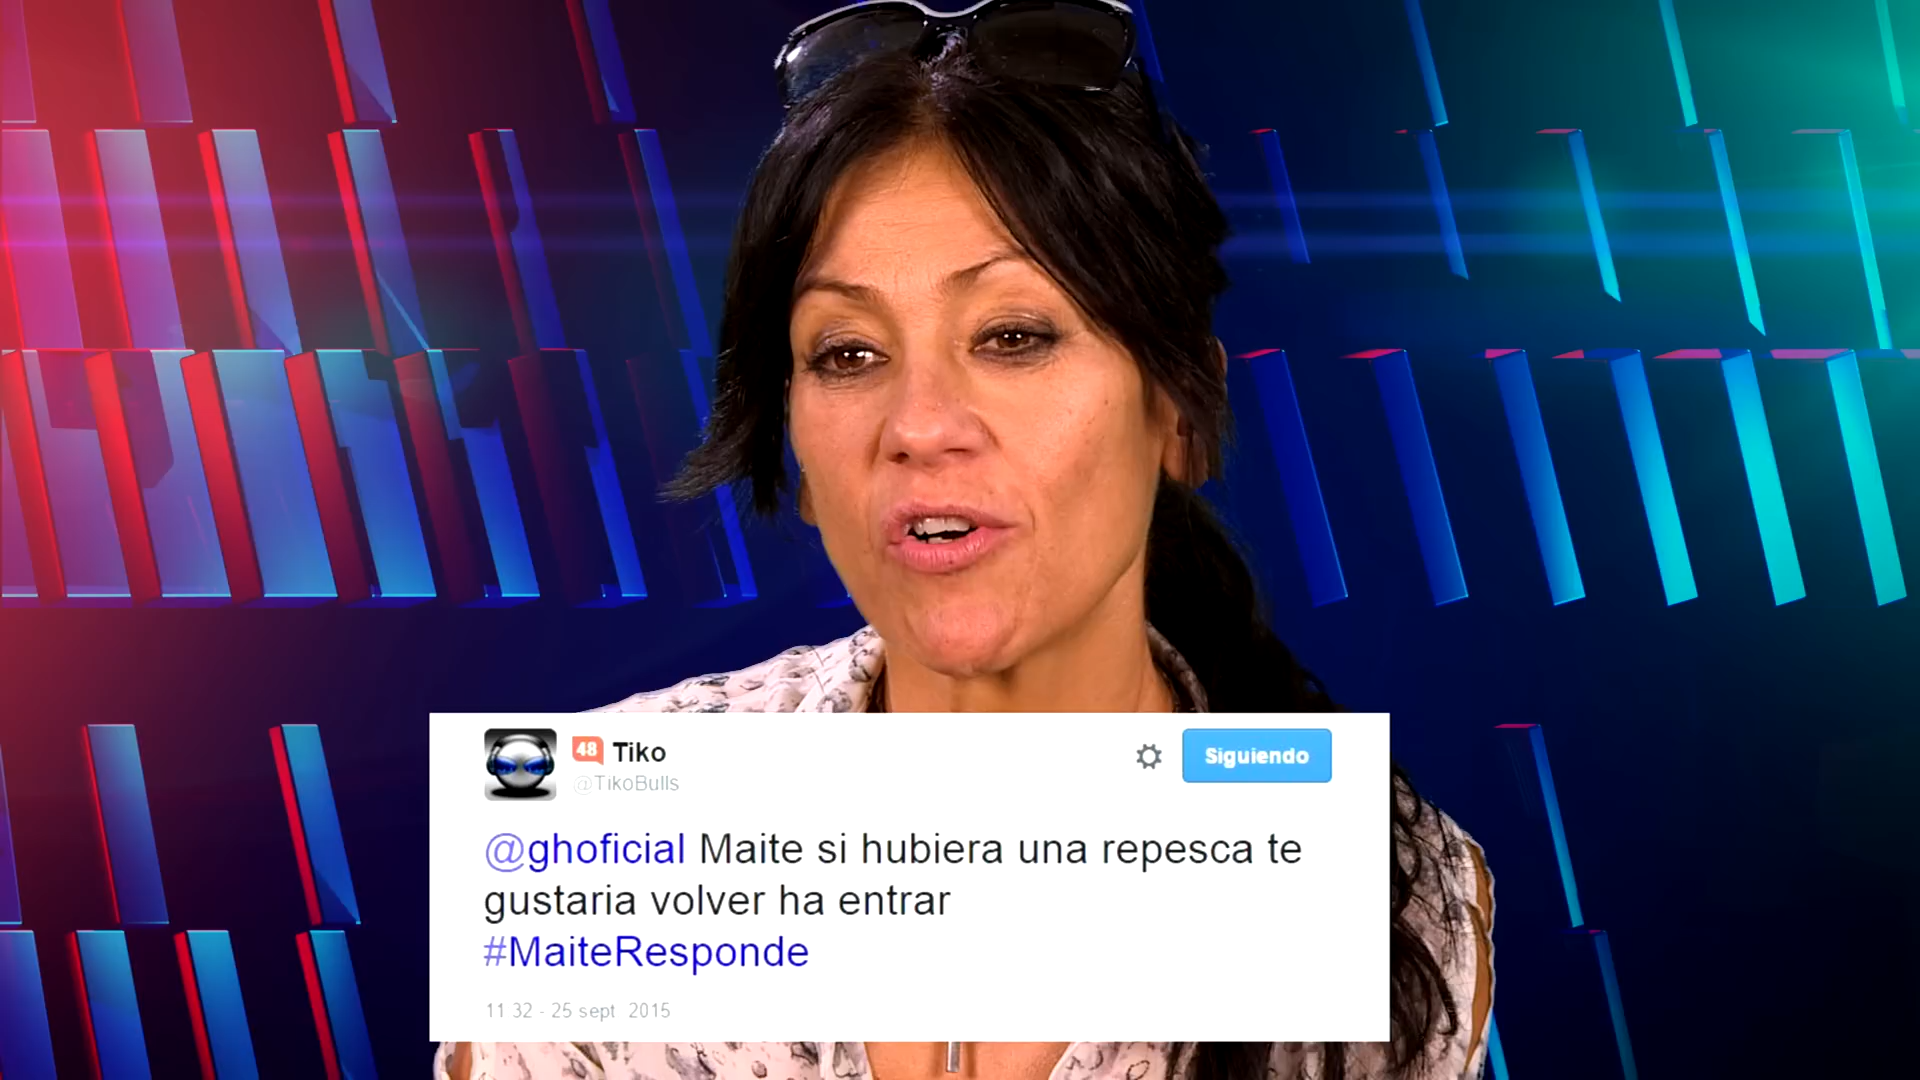 48 Tiko
@TikoBulls
Siguiendo
@ghoficial Maite si hubiera una repesca te
gustaria volver ha entrar
#MaiteResponde
11 32 - 25 sept 2015